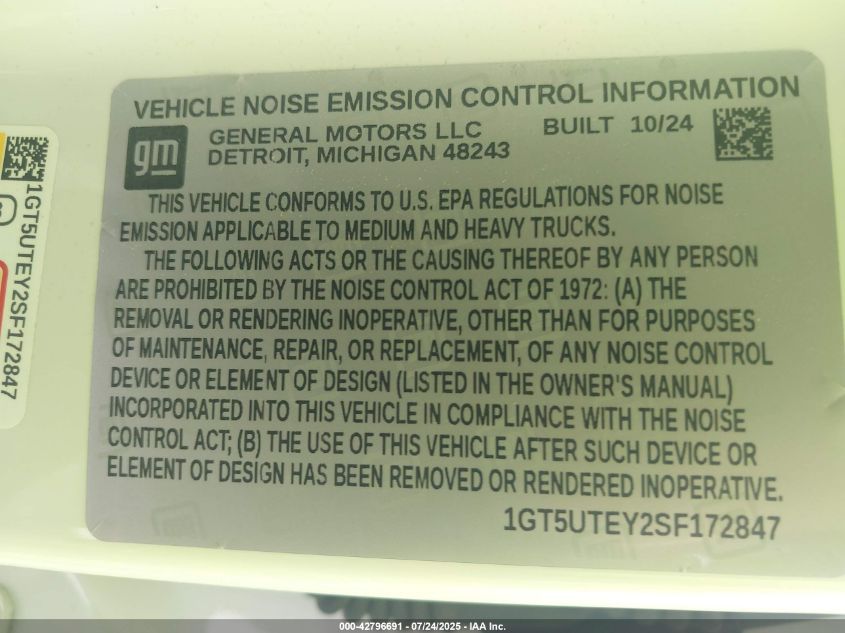 VEHICLE NOISE EMISSION CONTROL INFORMATION
gm
GENERAL MOTORS LLC
DETROIT, MICHIGAN 48243
BUILT 10/24
THIS VEHICLE CONFORMS TO U.S. EPA REGULATIONS FOR NOISE
EMISSION APPLICABLE TO MEDIUM AND HEAVY TRUCKS.
THE FOLLOWING ACTS OR THE CAUSING THEREOF BY ANY PERSON
ARE PROHIBITED BY THE NOISE CONTROL ACT OF 1972: (A) THE
REMOVAL OR RENDERING INOPERATIVE, OTHER THAN FOR PURPOSES
OF MAINTENANCE, REPAIR, OR REPLACEMENT, OF ANY NOISE CONTROL
DEVICE OR ELEMENT OF DESIGN (LISTED IN THE OWNER'S MANUAL)
INCORPORATED INTO THIS VEHICLE IN COMPLIANCE WITH THE NOISE
CONTROL ACT; (B) THE USE OF THIS VEHICLE AFTER SUCH DEVICE OR
ELEMENT OF DESIGN HAS BEEN REMOVED OR RENDERED INOPERATIVE.
1GT5UTEY2SF172847
1GT5UTEY2SF172847
000-42796691 - 07/24/2025 - IAA Inc.